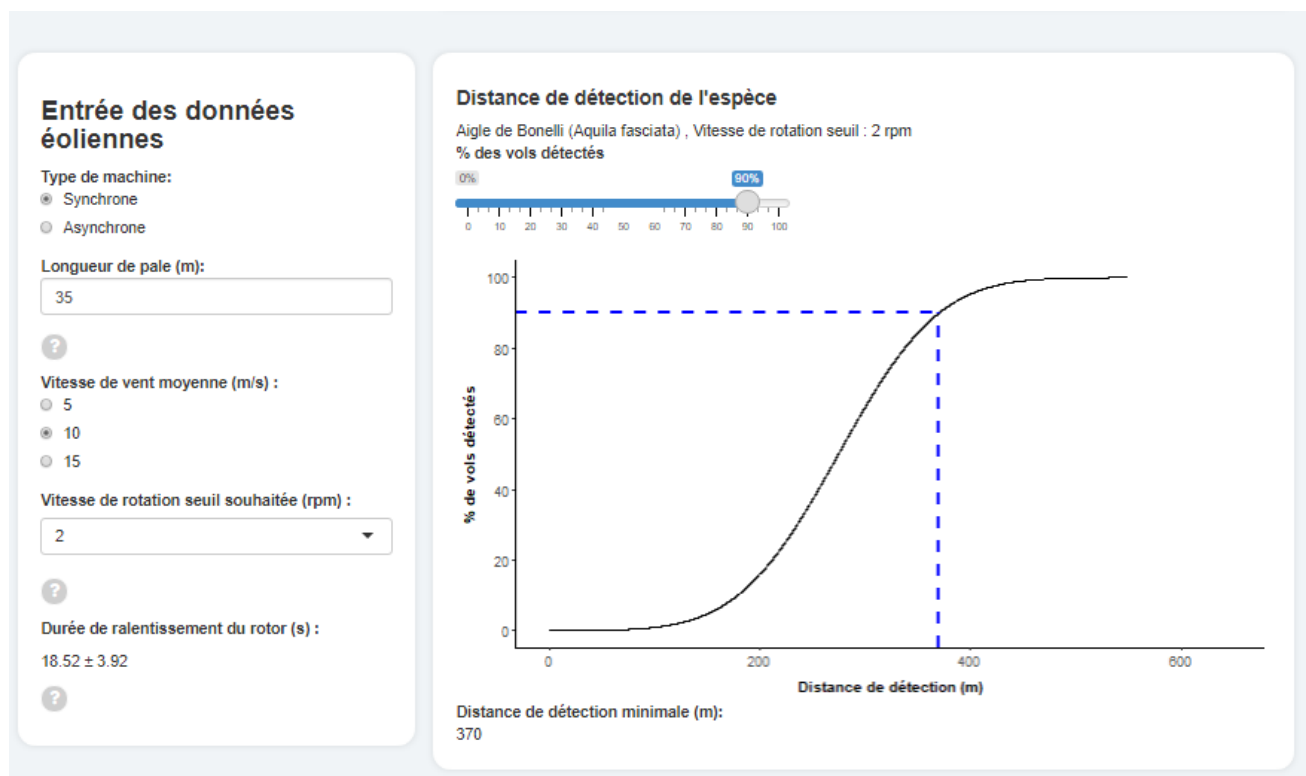 Entrée des données
éoliennes
Type de machine:
Synchrone
Asynchrone
Longueur de pale (m):
35
?
Vitesse de vent moyenne (m/s) :
5
10
15
Vitesse de rotation seuil souhaitée (rpm) :
2
?
Durée de ralentissement du rotor (s) :
18.52 ± 3.92
?
Distance de détection de l'espèce
Aigle de Bonelli (Aquila fasciata) , Vitesse de rotation seuil : 2 rpm
% des vols détectés
0% 90%
0 10 20 30 40 50 60 70 80 90 100
% de vols détectés
100
80
60
40
20
0
0 200 400 600
Distance de détection (m)
Distance de détection minimale (m):
370